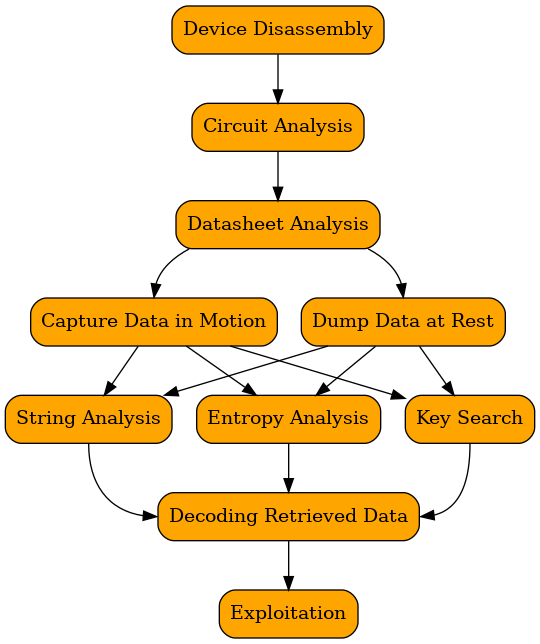 Device Disassembly
Circuit Analysis
Datasheet Analysis
Capture Data in Motion
Dump Data at Rest
String Analysis
Entropy Analysis
Key Search
Decoding Retrieved Data
Exploitation